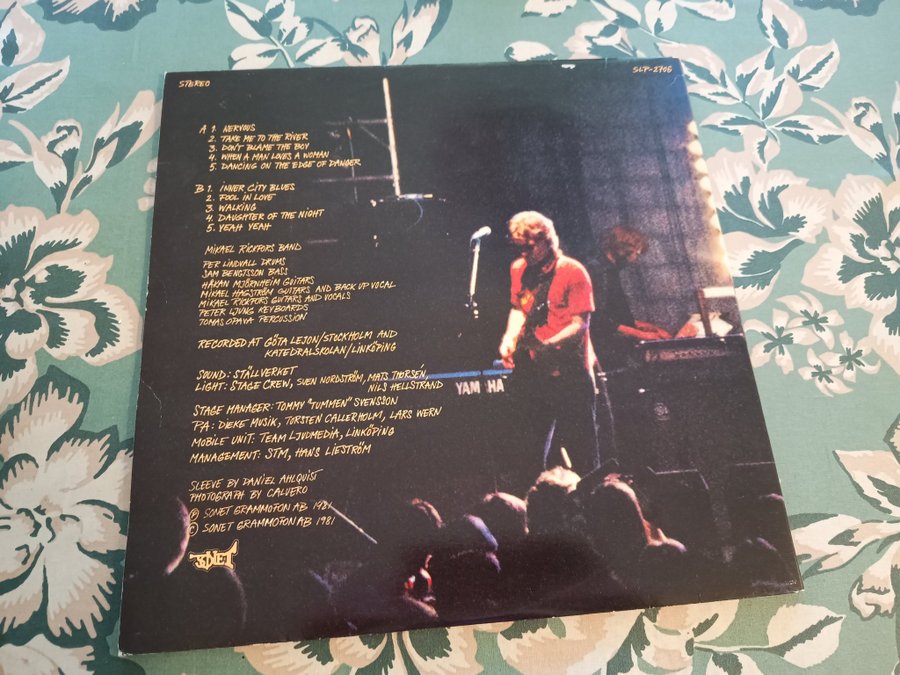 STEREO
SLP-2706
A 1. NERVOUS
2. TAKE ME TO THE RIVER
3. DON'T BLAME THE BOY
4. WHEN A MAN LOVES A WOMAN
5. DANCING ON THE EDGE OF DANGER
B 1. INNER CITY BLUES
2. FOOL IN LOVE
3. WALKING
4. DAUGHTER OF THE NIGHT
5. YEAH YEAH
MIKAEL RICKFORS BAND
PER LINDVALL DRUMS
SAM BENGTSSON BASS
HÅKAN MJÖRNHEIM GUITARS
MIKAEL HAGSTRÖM GUITARS AND BACK UP VOCAL
MIKAEL RICKFORS GUITARS AND VOCALS
PETER LJUNG KEYBOARDS
TOMAS OPAVA PERCUSSION
RECORDED AT GÖTA LEJON/STOCKHOLM AND
KATEDRALSKOLAN/LINKÖPING
SOUND: STÄLLVERKET
LIGHT: STAGE CREW, SVEN NORDSTRÖM, MATS THORSÉN,
NILS HELLSTRAND
STAGE MANAGER: TOMMY "TUMMEN" SVENSSON
PA: DIEKE MUSIK, TORSTEN CALLERHOLM, LARS WERN
MOBILE UNIT: TEAM LJUDMEDIA, LINKÖPING
MANAGEMENT: STM, HANS LIESTRÖM
SLEEVE BY DANIEL AHLQUIST
PHOTOGRAPH BY CALVERO
℗ SONET GRAMMOFON AB 1981
© SONET GRAMMOFON AB 1981
SONET
YAMAHA